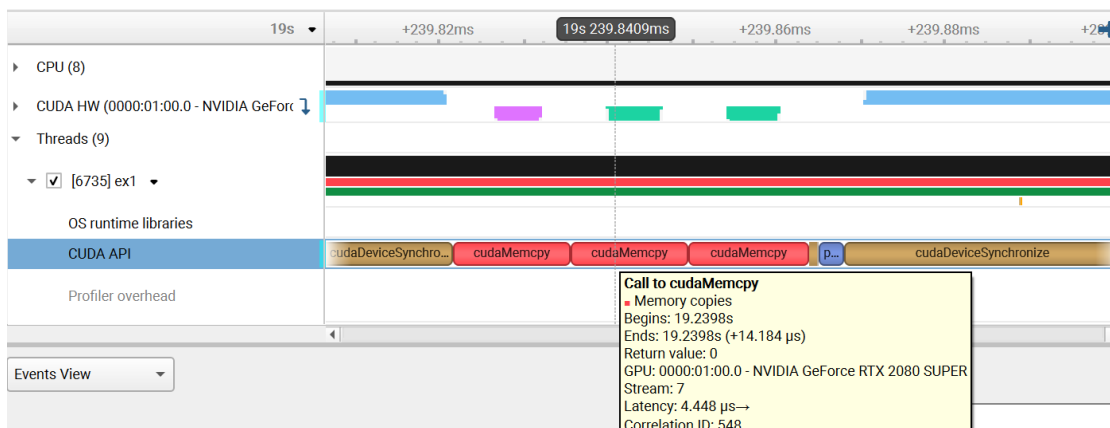 19s +239.82ms 19s 239.8409ms +239.86ms +239.88ms
CPU (8)
CUDA HW (0000:01:00.0 - NVIDIA GeForc
Threads (9)
[6735] ex1
OS runtime libraries
CUDA API cudaDeviceSynchro... cudaMemcpy cudaMemcpy cudaMemcpy p... cudaDeviceSynchronize
Profiler overhead
Call to cudaMemcpy
Memory copies
Begins: 19.2398s
Ends: 19.2398s (+14.184 μs)
Return value: 0
GPU: 0000:01:00.0 - NVIDIA GeForce RTX 2080 SUPER
Stream: 7
Latency: 4.448 μs→
Correlation ID: 548
Events View